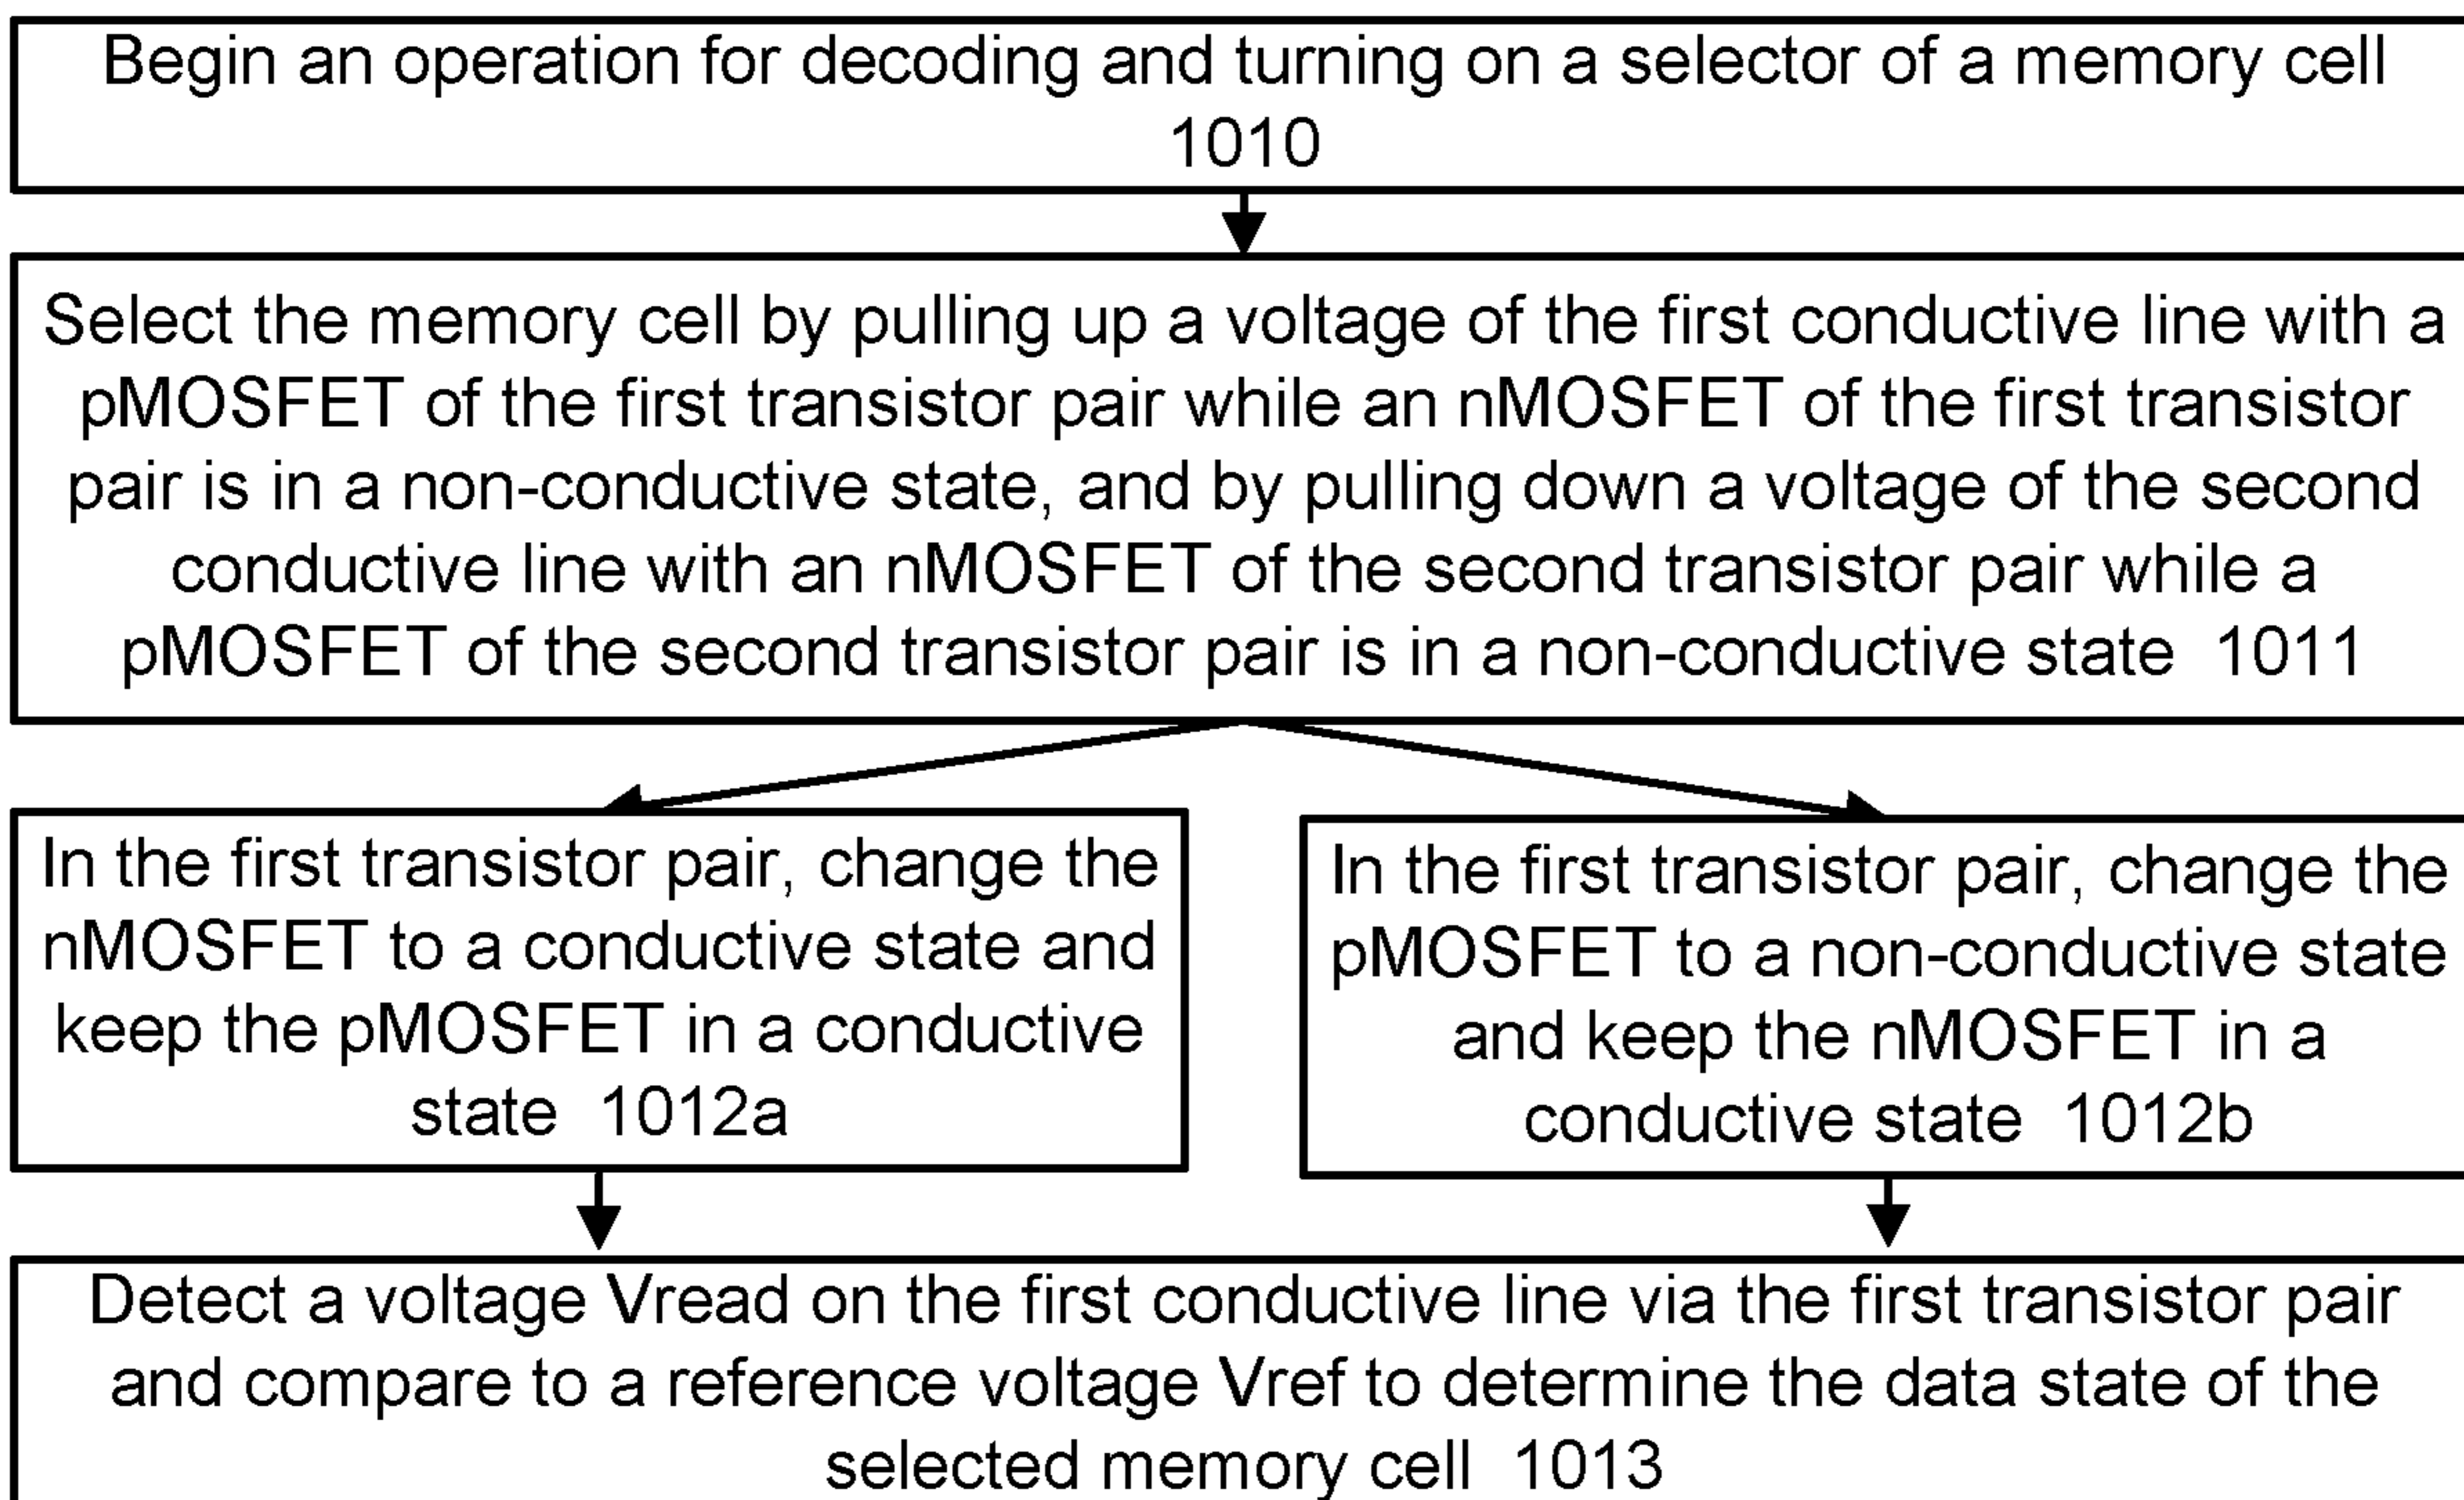 Begin an operation for decoding and turning on a selector of a memory cell
1010
Select the memory cell by pulling up a voltage of the first conductive line with a
pMOSFET of the first transistor pair while an nMOSFET of the first transistor
pair is in a non-conductive state, and by pulling down a voltage of the second
conductive line with an nMOSFET of the second transistor pair while a
pMOSFET of the second transistor pair is in a non-conductive state 1011
In the first transistor pair, change the
nMOSFET to a conductive state and
keep the pMOSFET in a conductive
state 1012a
In the first transistor pair, change the
pMOSFET to a non-conductive state
and keep the nMOSFET in a
conductive state 1012b
Detect a voltage Vread on the first conductive line via the first transistor pair
and compare to a reference voltage Vref to determine the data state of the
selected memory cell 1013